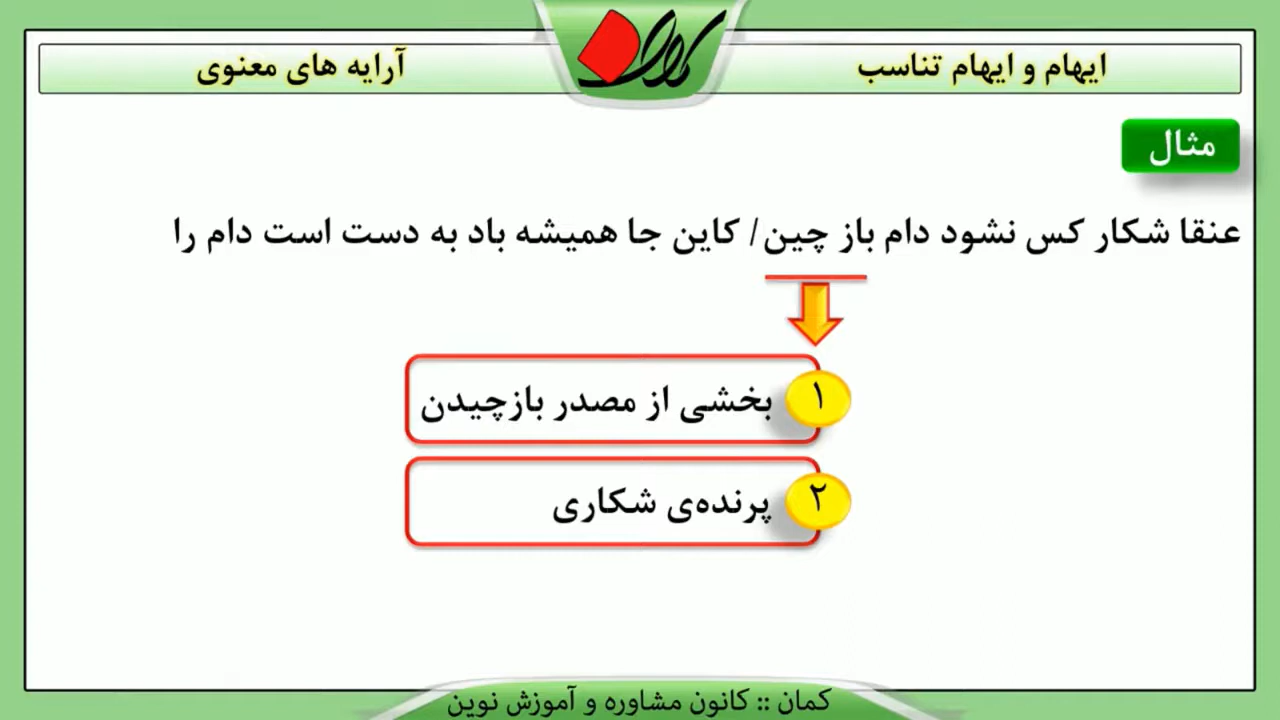 ایهام و ایهام تناسب
کمان
آرایه های معنوی
مثال
عنقا شکار کس نشود دام باز چین/ کاین جا همیشه باد به دست است دام را
۱ بخشی از مصدر بازچیدن
۲ پرنده‌ی شکاری
کمان :: کانون مشاوره و آموزش نوین